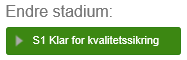 Endre stadium:
S1 Klar for kvalitetssikring